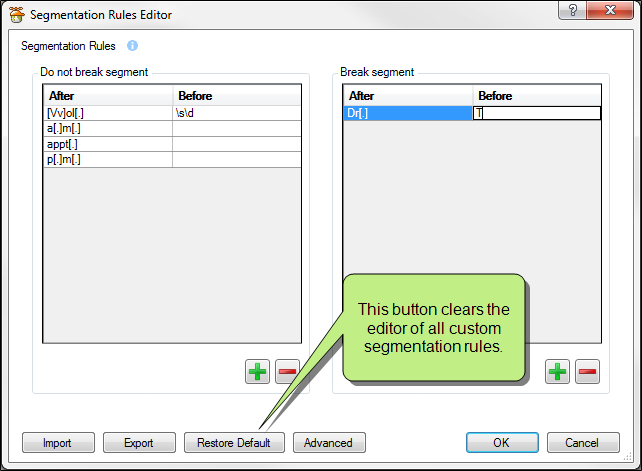 Segmentation Rules Editor
?
Segmentation Rules
Do not break segment
After Before
[Vv]ol[.] \s\d
a[.]m[.]
appt[.]
p[.]m[.]
Break segment
After Before
Dr[.] T
This button clears the
editor of all custom
segmentation rules.
Import Export Restore Default Advanced OK Cancel